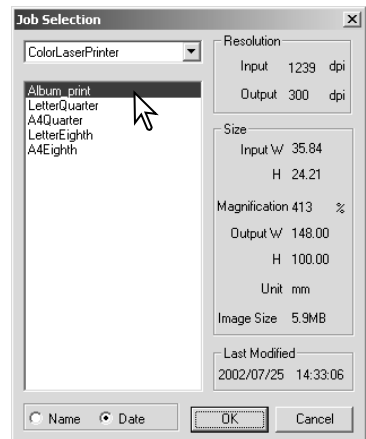 Job Selection
ColorLaserPrinter
Album_print
LetterQuarter
A4Quarter
LetterEighth
A4Eighth
Name Date
Resolution
Input 1239 dpi
Output 300 dpi
Size
Input W 35.84
H 24.21
Magnification 413 %
Output W 148.00
H 100.00
Unit mm
Image Size 5.9MB
Last Modified
2002/07/25 14:33:06
OK Cancel